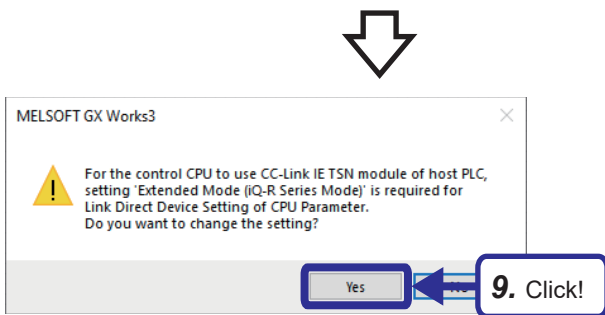 MELSOFT GX Works3
For the control CPU to use CC-Link IE TSN module of host PLC,
setting 'Extended Mode (iQ-R Series Mode)' is required for
Link Direct Device Setting of CPU Parameter.
Do you want to change the setting?
Yes
9. Click!